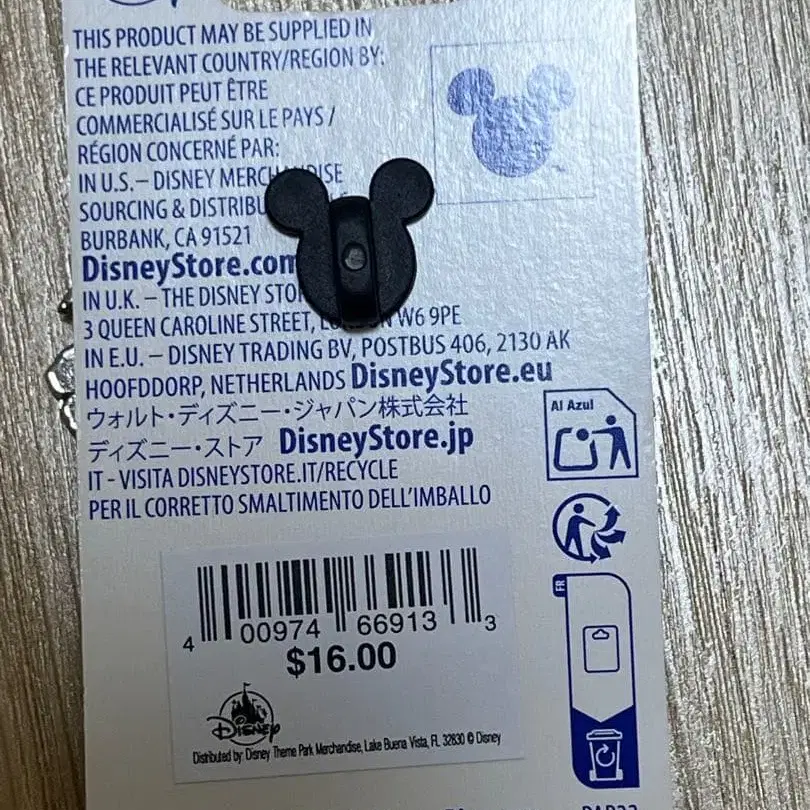 THIS PRODUCT MAY BE SUPPLIED IN
THE RELEVANT COUNTRY/REGION BY:
CE PRODUIT PEUT ÊTRE
COMMERCIALISÉ SUR LE PAYS /
RÉGION CONCERNÉ PAR:
IN U.S.– DISNEY MERCHANDISE
SOURCING & DISTRIBU
BURBANK, CA 91521
DisneyStore.com
IN U.K. – THE DISNEY STO
3 QUEEN CAROLINE STREET, LONDON W6 9PE
IN E.U. – DISNEY TRADING BV, POSTBUS 406, 2130 AK
HOOFDDORP, NETHERLANDS DisneyStore.eu
ウォルト・ディズニー・ジャパン株式会社
ディズニー・ストア DisneyStore.jp
IT - VISITA DISNEYSTORE.IT/RECYCLE
PER IL CORRETTO SMALTIMENTO DELL'IMBALLO
Al Azul
FR
4 00974 66913 3
$16.00
Disney
Distributed by: Disney Theme Park Merchandise, Lake Buena Vista, FL 32830 © Disney